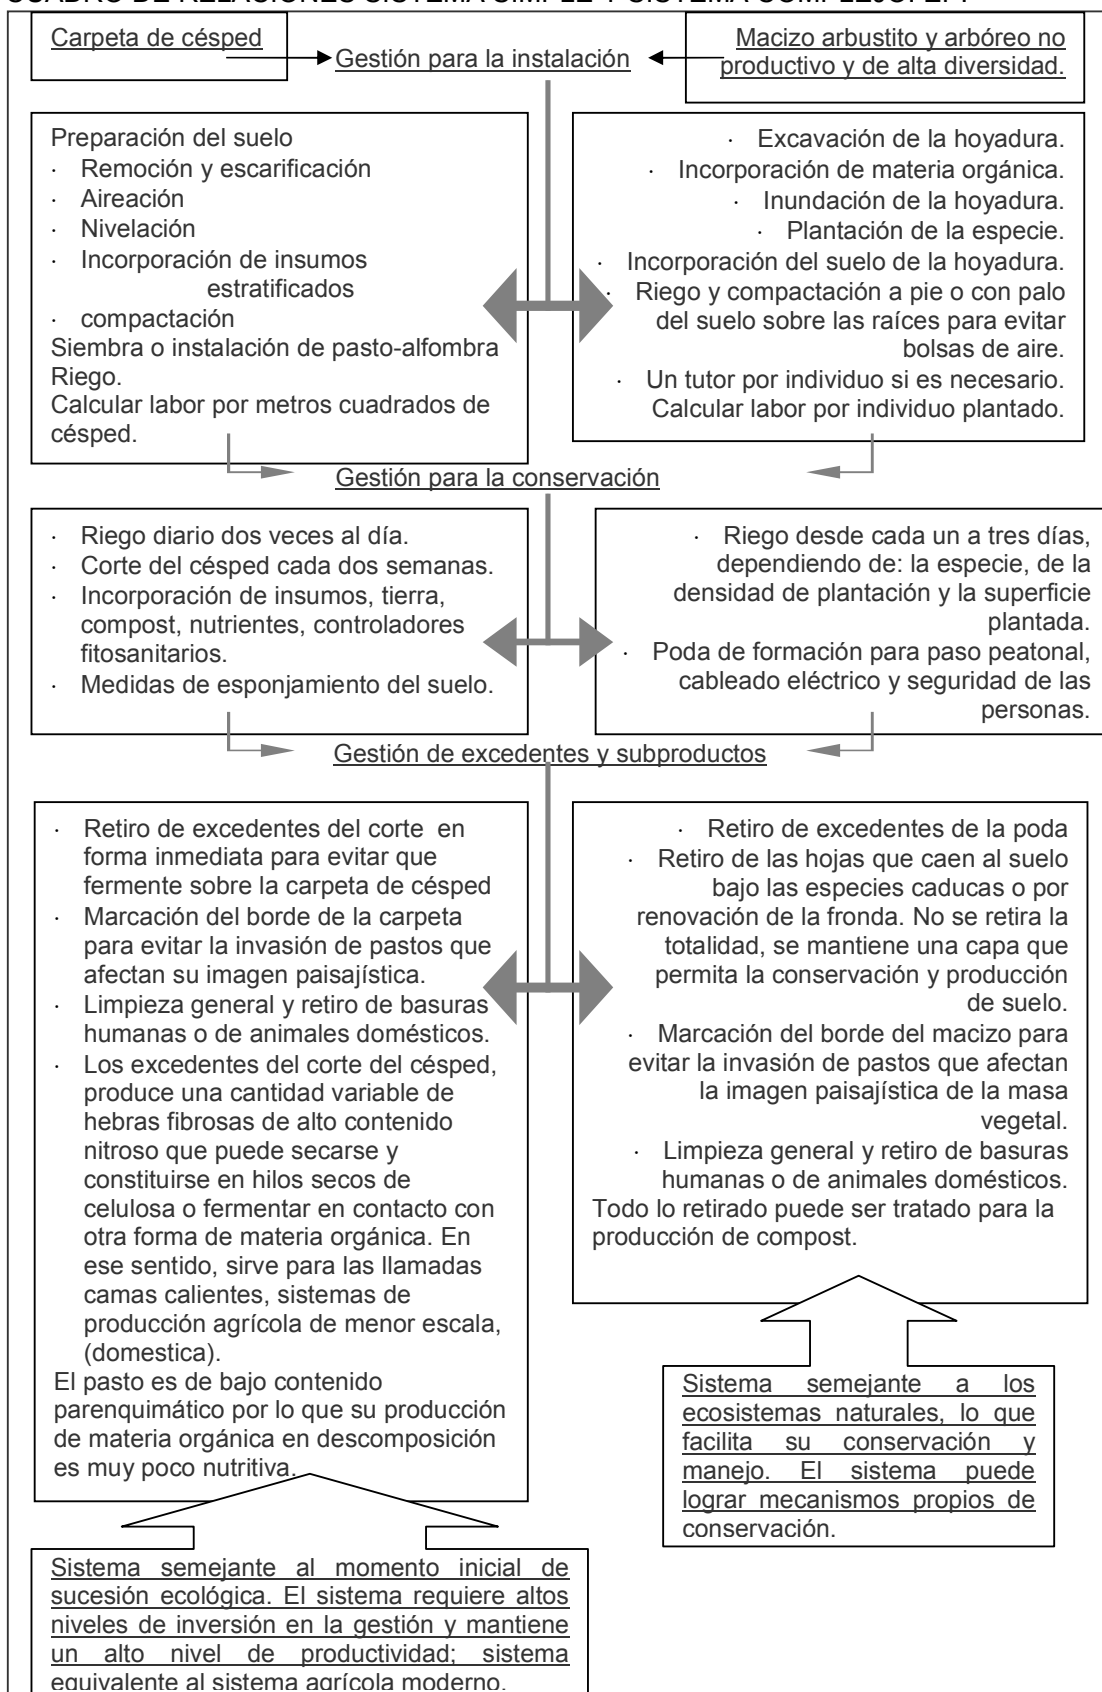 Carpeta de césped
Gestión para la instalación
Macizo arbustito y arbóreo no
productivo y de alta diversidad.
Preparación del suelo
· Remoción y escarificación
· Aireación
· Nivelación
· Incorporación de insumos
estratificados
· compactación
Siembra o instalación de pasto-alfombra
Riego.
Calcular labor por metros cuadrados de
césped.
· Excavación de la hoyadura.
· Incorporación de materia orgánica.
· Inundación de la hoyadura.
· Plantación de la especie.
· Incorporación del suelo de la hoyadura.
· Riego y compactación a pie o con palo
del suelo sobre las raíces para evitar
bolsas de aire.
· Un tutor por individuo si es necesario.
Calcular labor por individuo plantado.
Gestión para la conservación
· Riego diario dos veces al día.
· Corte del césped cada dos semanas.
· Incorporación de insumos, tierra,
compost, nutrientes, controladores
fitosanitarios.
· Medidas de esponjamiento del suelo.
· Riego desde cada un a tres días,
dependiendo de: la especie, de la
densidad de plantación y la superficie
plantada.
· Poda de formación para paso peatonal,
cableado eléctrico y seguridad de las
personas.
Gestión de excedentes y subproductos
· Retiro de excedentes del corte en
forma inmediata para evitar que
fermente sobre la carpeta de césped
· Marcación del borde de la carpeta
para evitar la invasión de pastos que
afectan su imagen paisajística.
· Limpieza general y retiro de basuras
humanas o de animales domésticos.
· Los excedentes del corte del césped,
produce una cantidad variable de
hebras fibrosas de alto contenido
nitroso que puede secarse y
constituirse en hilos secos de
celulosa o fermentar en contacto con
otra forma de materia orgánica. En
ese sentido, sirve para las llamadas
camas calientes, sistemas de
producción agrícola de menor escala,
(domestica).
El pasto es de bajo contenido
parenquimático por lo que su producción
de materia orgánica en descomposición
es muy poco nutritiva.
· Retiro de excedentes de la poda
· Retiro de las hojas que caen al suelo
bajo las especies caducas o por
renovación de la fronda. No se retira la
totalidad, se mantiene una capa que
permita la conservación y producción
de suelo.
· Marcación del borde del macizo para
evitar la invasión de pastos que afectan
la imagen paisajística de la masa
vegetal.
· Limpieza general y retiro de basuras
humanas o de animales domésticos.
Todo lo retirado puede ser tratado para la
producción de compost.
Sistema semejante a los
ecosistemas naturales, lo que
facilita su conservación y
manejo. El sistema puede
lograr mecanismos propios de
conservación.
Sistema semejante al momento inicial de
sucesión ecológica. El sistema requiere altos
niveles de inversión en la gestión y mantiene
un alto nivel de productividad; sistema
equivalente al sistema agrícola moderno.